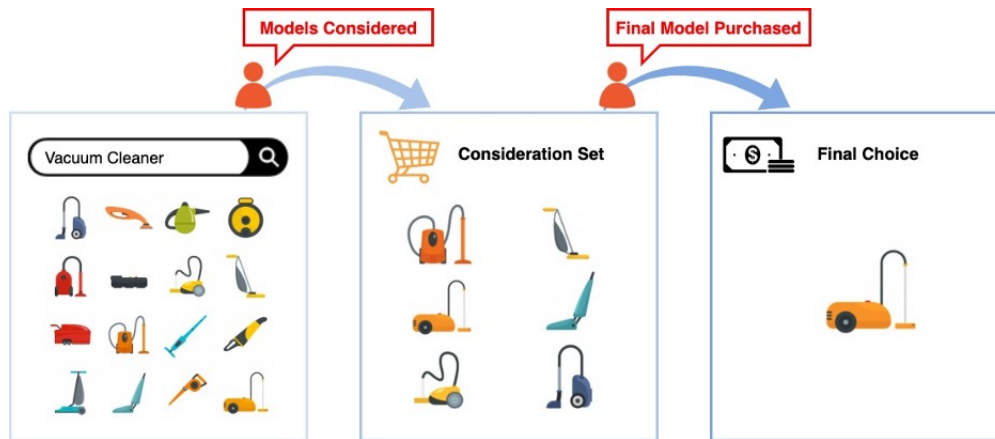 Models Considered
Final Model Purchased
Vacuum Cleaner
Consideration Set
$
Final Choice